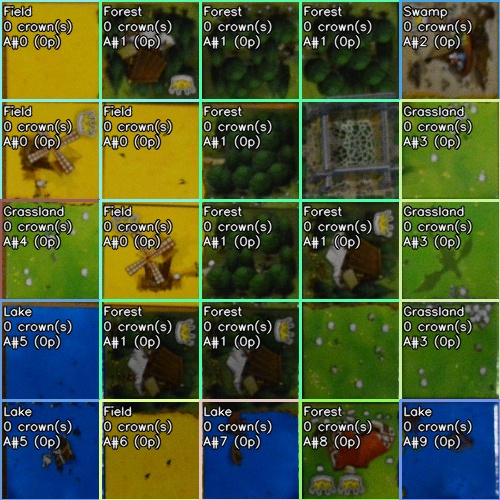 Field
0 crown(s)
A#0 (0p)
Forest
0 crown(s)
A#1 (0p)
Forest
0 crown(s)
A#1 (0p)
Forest
0 crown(s)
A#1 (0p)
Swamp
0 crown(s)
A#2 (0p)
Field
0 crown(s)
A#0 (0p)
Field
0 crown(s)
A#0 (0p)
Forest
0 crown(s)
A#1 (0p)
Grassland
0 crown(s)
A#3 (0p)
Grassland
0 crown(s)
A#4 (0p)
Field
0 crown(s)
A#0 (0p)
Forest
0 crown(s)
A#1 (0p)
Forest
0 crown(s)
A#1 (0p)
Grassland
0 crown(s)
A#3 (0p)
Lake
0 crown(s)
A#5 (0p)
Forest
0 crown(s)
A#1 (0p)
Forest
0 crown(s)
A#1 (0p)
Grassland
0 crown(s)
A#3 (0p)
Lake
0 crown(s)
A#5 (0p)
Field
0 crown(s)
A#6 (0p)
Lake
0 crown(s)
A#7 (0p)
Forest
0 crown(s)
A#8 (0p)
Lake
0 crown(s)
A#9 (0p)